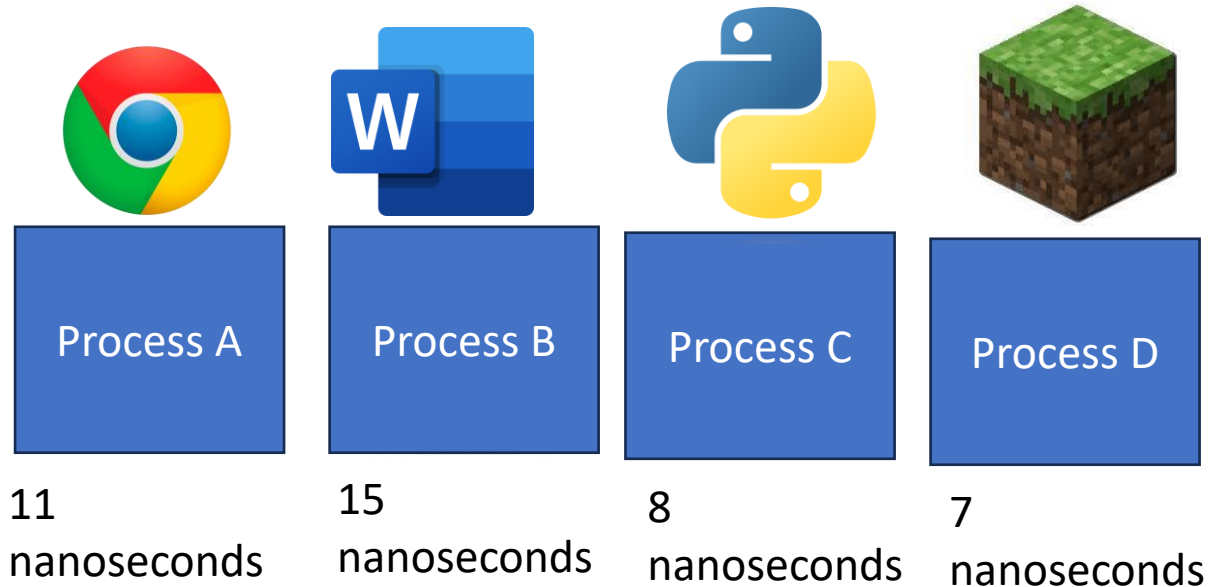 W
Process A
Process B
Process C
Process D
11
nanoseconds
15
nanoseconds
8
nanoseconds
7
nanoseconds